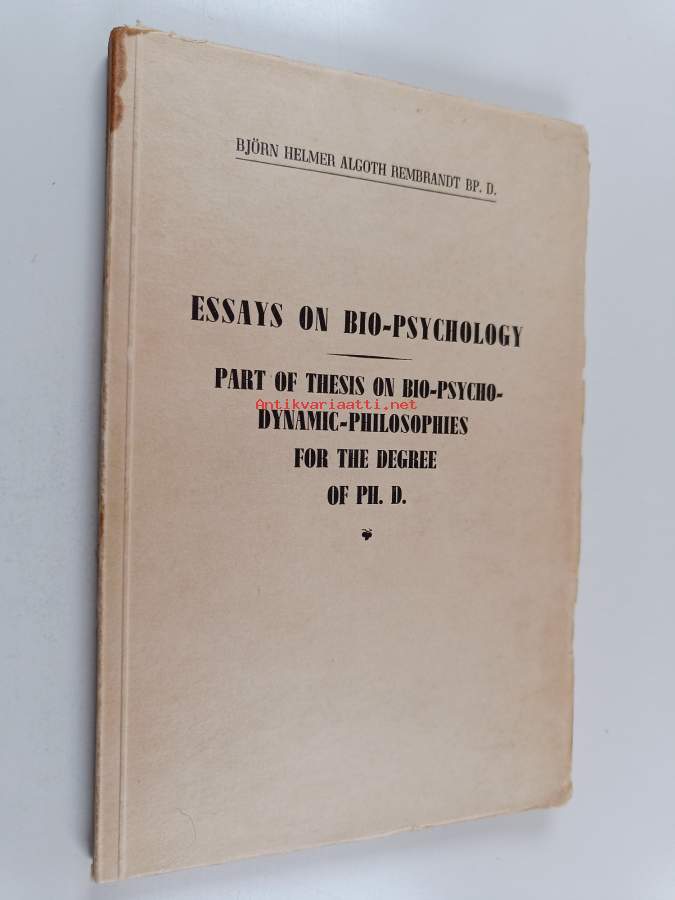 BJÖRN HELMER ALGOTH REMBRANDT BP. D.
ESSAYS ON BIO-PSYCHOLOGY
PART OF THESIS ON BIO-PSYCHO-
Antikvariaatti.net
DYNAMIC-PHILOSOPHIES
FOR THE DEGREE
OF PH. D.